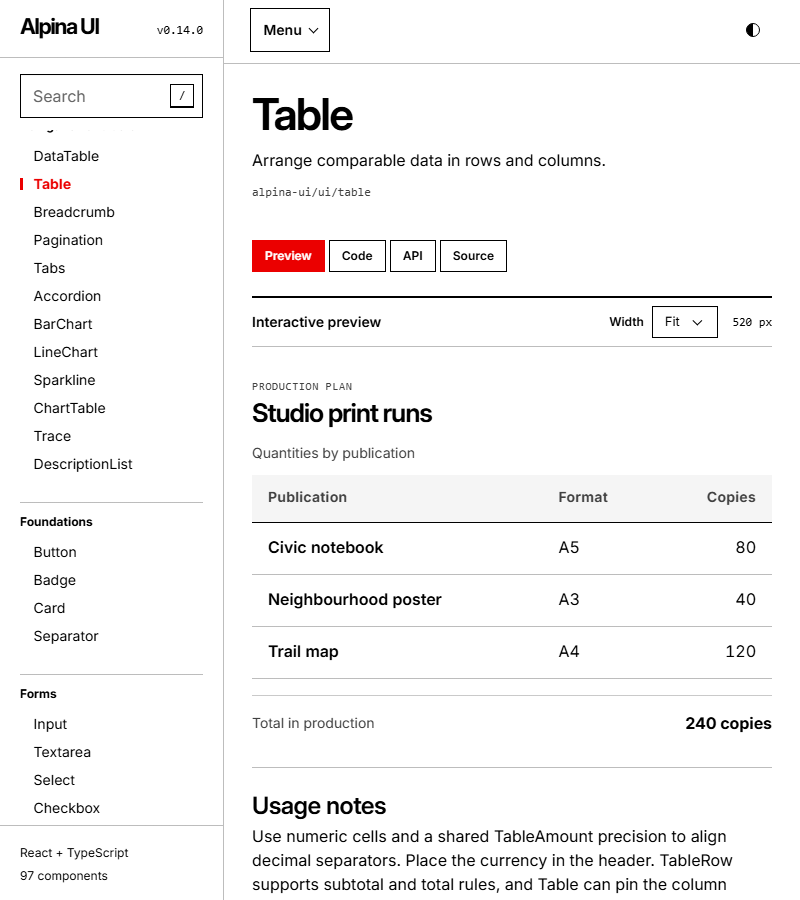 Alpina UI
v0.14.0
Search
/
DataTable
Table
Breadcrumb
Pagination
Tabs
Accordion
BarChart
LineChart
Sparkline
ChartTable
Trace
DescriptionList
Foundations
Button
Badge
Card
Separator
Forms
Input
Textarea
Select
Checkbox
React + TypeScript
97 components
Menu
Table
Arrange comparable data in rows and columns.
alpina-ui/ui/table
Preview Code API Source
Interactive preview Width Fit 520 px
PRODUCTION PLAN
Studio print runs
Quantities by publication
Publication Format Copies
Civic notebook A5 80
Neighbourhood poster A3 40
Trail map A4 120
Total in production 240 copies
Usage notes
Use numeric cells and a shared TableAmount precision to align
decimal separators. Place the currency in the header. TableRow
supports subtotal and total rules, and Table can pin the column